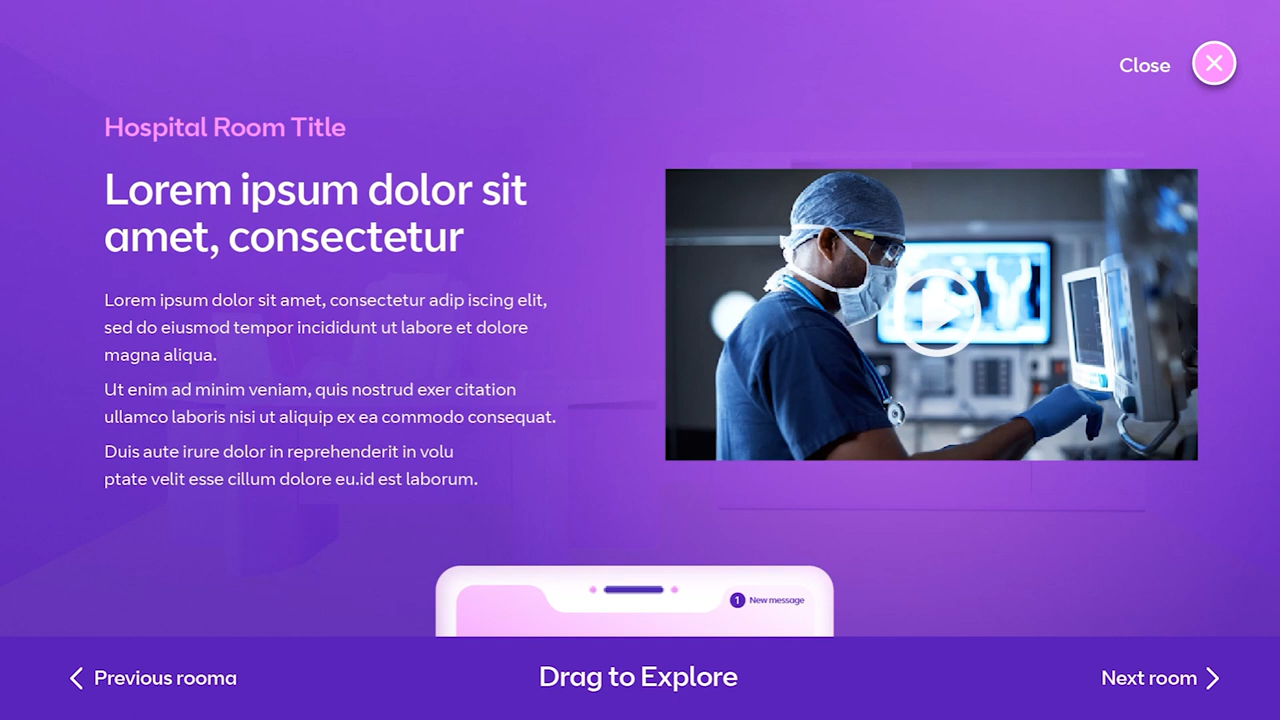 Close
Hospital Room Title
Lorem ipsum dolor sit
amet, consectetur
Lorem ipsum dolor sit amet, consectetur adip iscing elit,
sed do eiusmod tempor incididunt ut labore et dolore
magna aliqua.
Ut enim ad minim veniam, quis nostrud exer citation
ullamco laboris nisi ut aliquip ex ea commodo consequat.
Duis aute irure dolor in reprehenderit in volu
ptate velit esse cillum dolore eu.id est laborum.
1 New message
Previous rooma
Drag to Explore
Next room